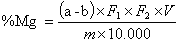 %Mg = (a-b)×F₁×F₂×V
m×10.000